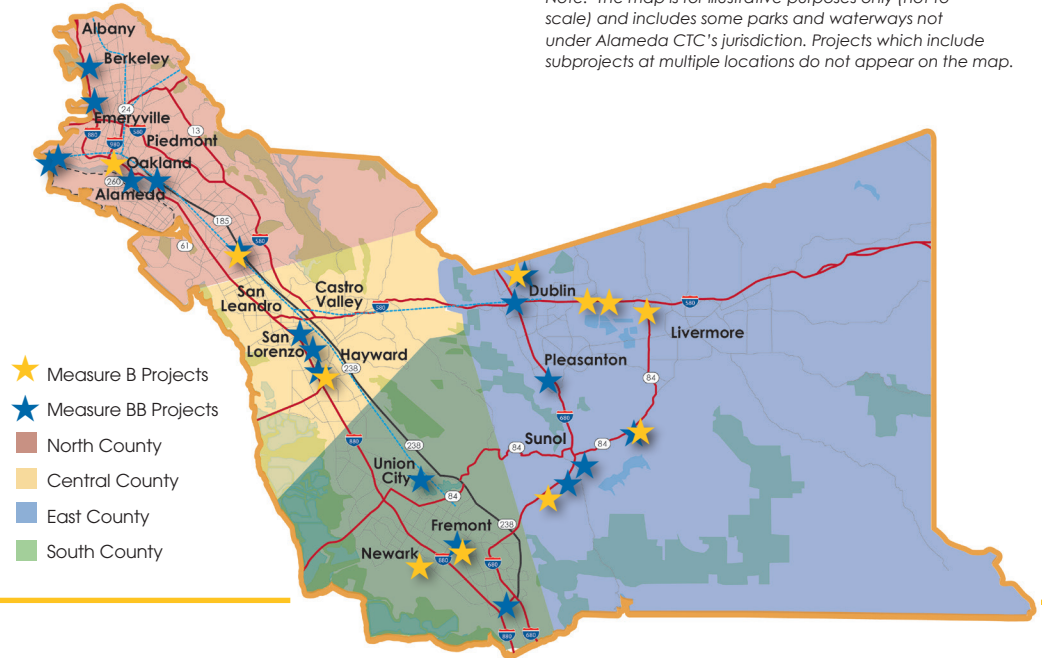 Note: The map is for illustrative purposes only (not to
scale) and includes some parks and waterways not
under Alameda CTC's jurisdiction. Projects which include
subprojects at multiple locations do not appear on the map.
Albany
Berkeley
24
Emeryville
880
980
580
13
Piedmont
Oakland
260
Alameda
185
61
580
San
Leandro
Castro
Valley
580
Dublin
580
Livermore
San
Lorenzo
Hayward
238
Pleasanton
84
680
Measure B Projects
Measure BB Projects
North County
Central County
East County
South County
880
238
84
Sunol
84
Union
City
84
238
Fremont
Newark
880
680
880
680